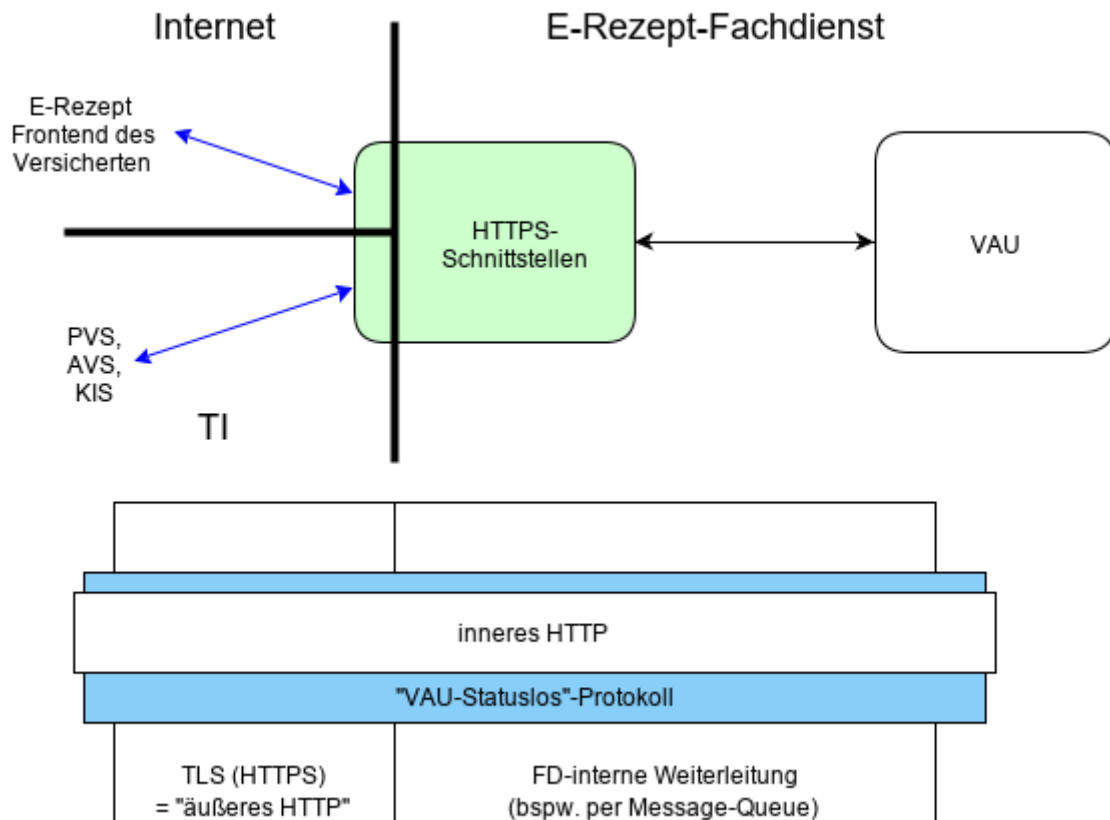 Internet
E-Rezept-Fachdienst
E-Rezept
Frontend des
Versicherten
HTTPS-
Schnittstellen
VAU
PVS,
AVS,
KIS
TI
inneres HTTP
"VAU-Statuslos"-Protokoll
TLS (HTTPS)
= "äußeres HTTP"
FD-interne Weiterleitung
(bspw. per Message-Queue)